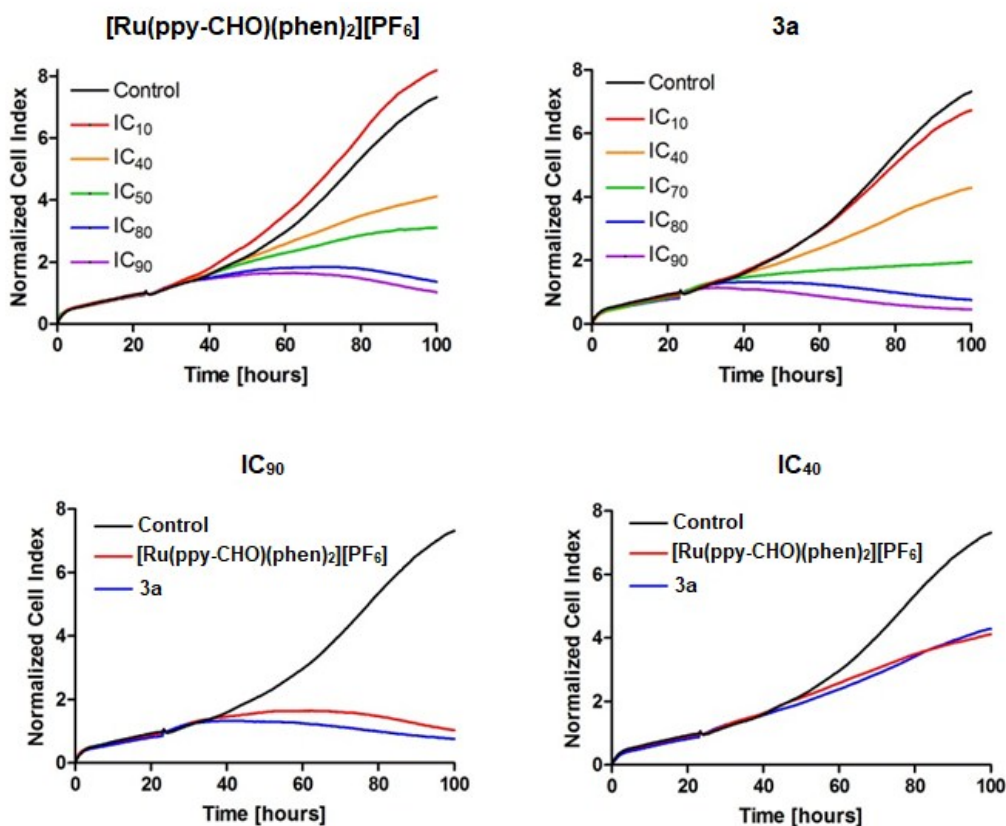 [Ru(ppy-CHO)(phen)₂][PF₆]
Normalized Cell Index
8
6
4
2
0
Control
IC₁₀
IC₄₀
IC₅₀
IC₈₀
IC₉₀
0 20 40 60 80 100
Time [hours]
3a
Normalized Cell Index
8
6
4
2
0
Control
IC₁₀
IC₄₀
IC₇₀
IC₈₀
IC₉₀
0 20 40 60 80 100
Time [hours]
IC₉₀
Normalized Cell Index
8
6
4
2
0
Control
[Ru(ppy-CHO)(phen)₂][PF₆]
3a
0 20 40 60 80 100
Time [hours]
IC₄₀
Normalized Cell Index
8
6
4
2
0
Control
[Ru(ppy-CHO)(phen)₂][PF₆]
3a
0 20 40 60 80 100
Time [hours]